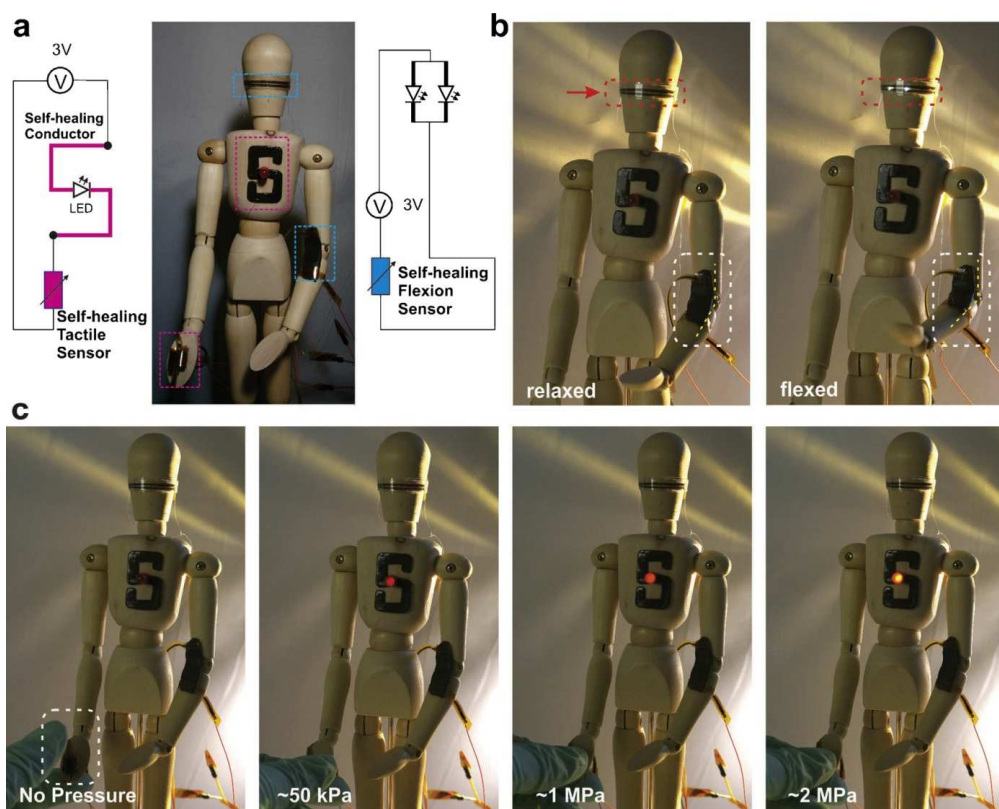 a
3V
V
Self-healing
Conductor
LED
Self-healing
Tactile
Sensor
S
V
3V
Self-healing
Flexion
Sensor
b
S
relaxed
S
flexed
c
S
No Pressure
S
~50 kPa
S
~1 MPa
S
~2 MPa